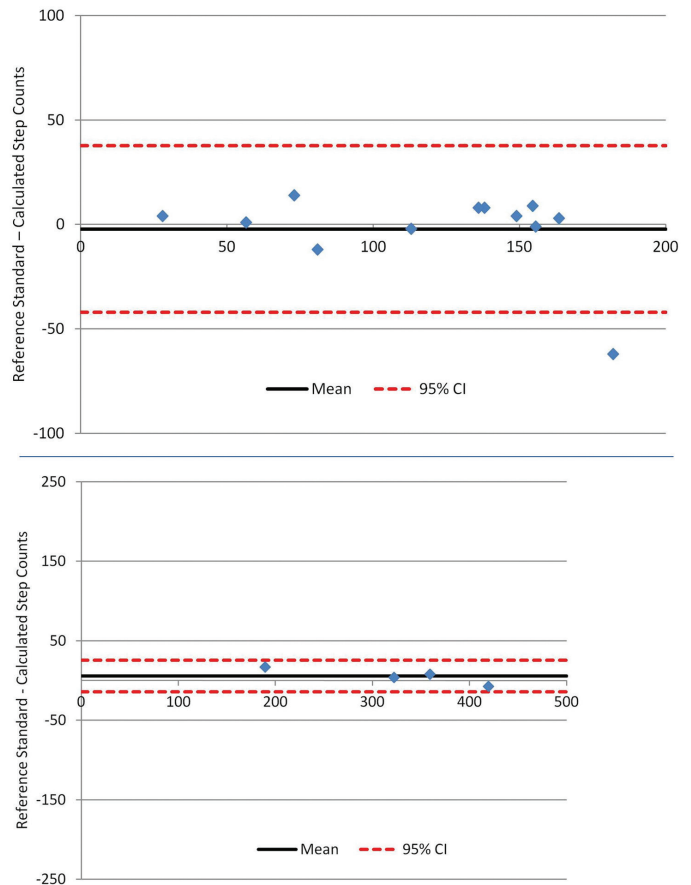 Reference Standard – Calculated Step Counts
100
50
0
-50
-100
0 50 100 150 200
Mean 95% CI
Reference Standard - Calculated Step Counts
250
150
50
-50
-150
-250
0 100 200 300 400 500
Mean 95% CI